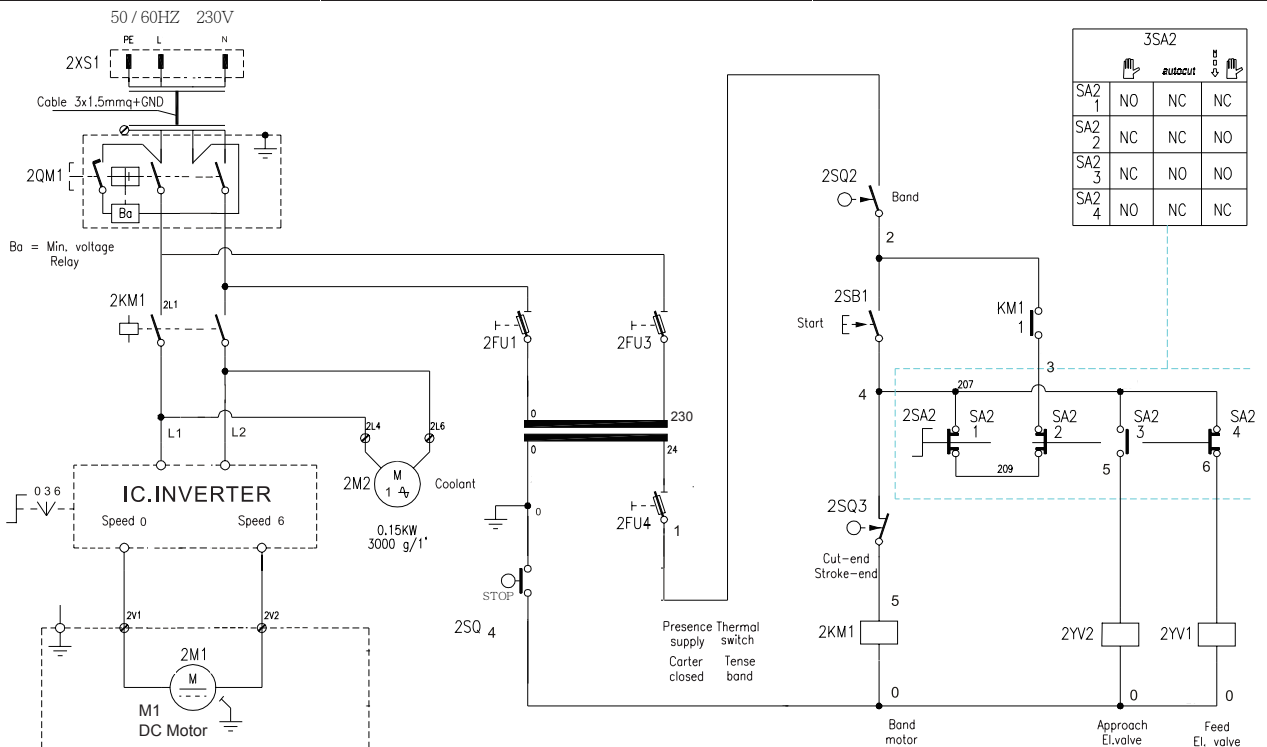 50 / 60HZ 230V
PE L N
2XS1
Cable 3x1.5mmq+GND
2QM1
Ba
Ba = Min. voltage
Relay
2KM1
2L1
L1 L2
0 3 6
IC.INVERTER
Speed 0 Speed 6
2V1 2V2
2M1
M
M1
DC Motor
2L4 2L6
2M2
M
1
Coolant
0.15KW
3000 g/1'
2FU1
2FU3
0 230
0 24
0
2FU4
1
STOP
2SQ 4
Presence Thermal
supply switch
Carter Tense
closed band
2SQ2
Band
2
2SB1
Start
KM1
1
3
4
207
2SA2
SA2
1
SA2
2
SA2
3
SA2
4
209
5
6
2SQ3
Cut-end
Stroke-end
5
2KM1
2YV2
2YV1
0
0
0
Band
motor
Approach
El.valve
Feed
El. valve
3SA2
autocut
SA2 1 NO NC NC
SA2 2 NC NC NO
SA2 3 NC NO NO
SA2 4 NO NC NC